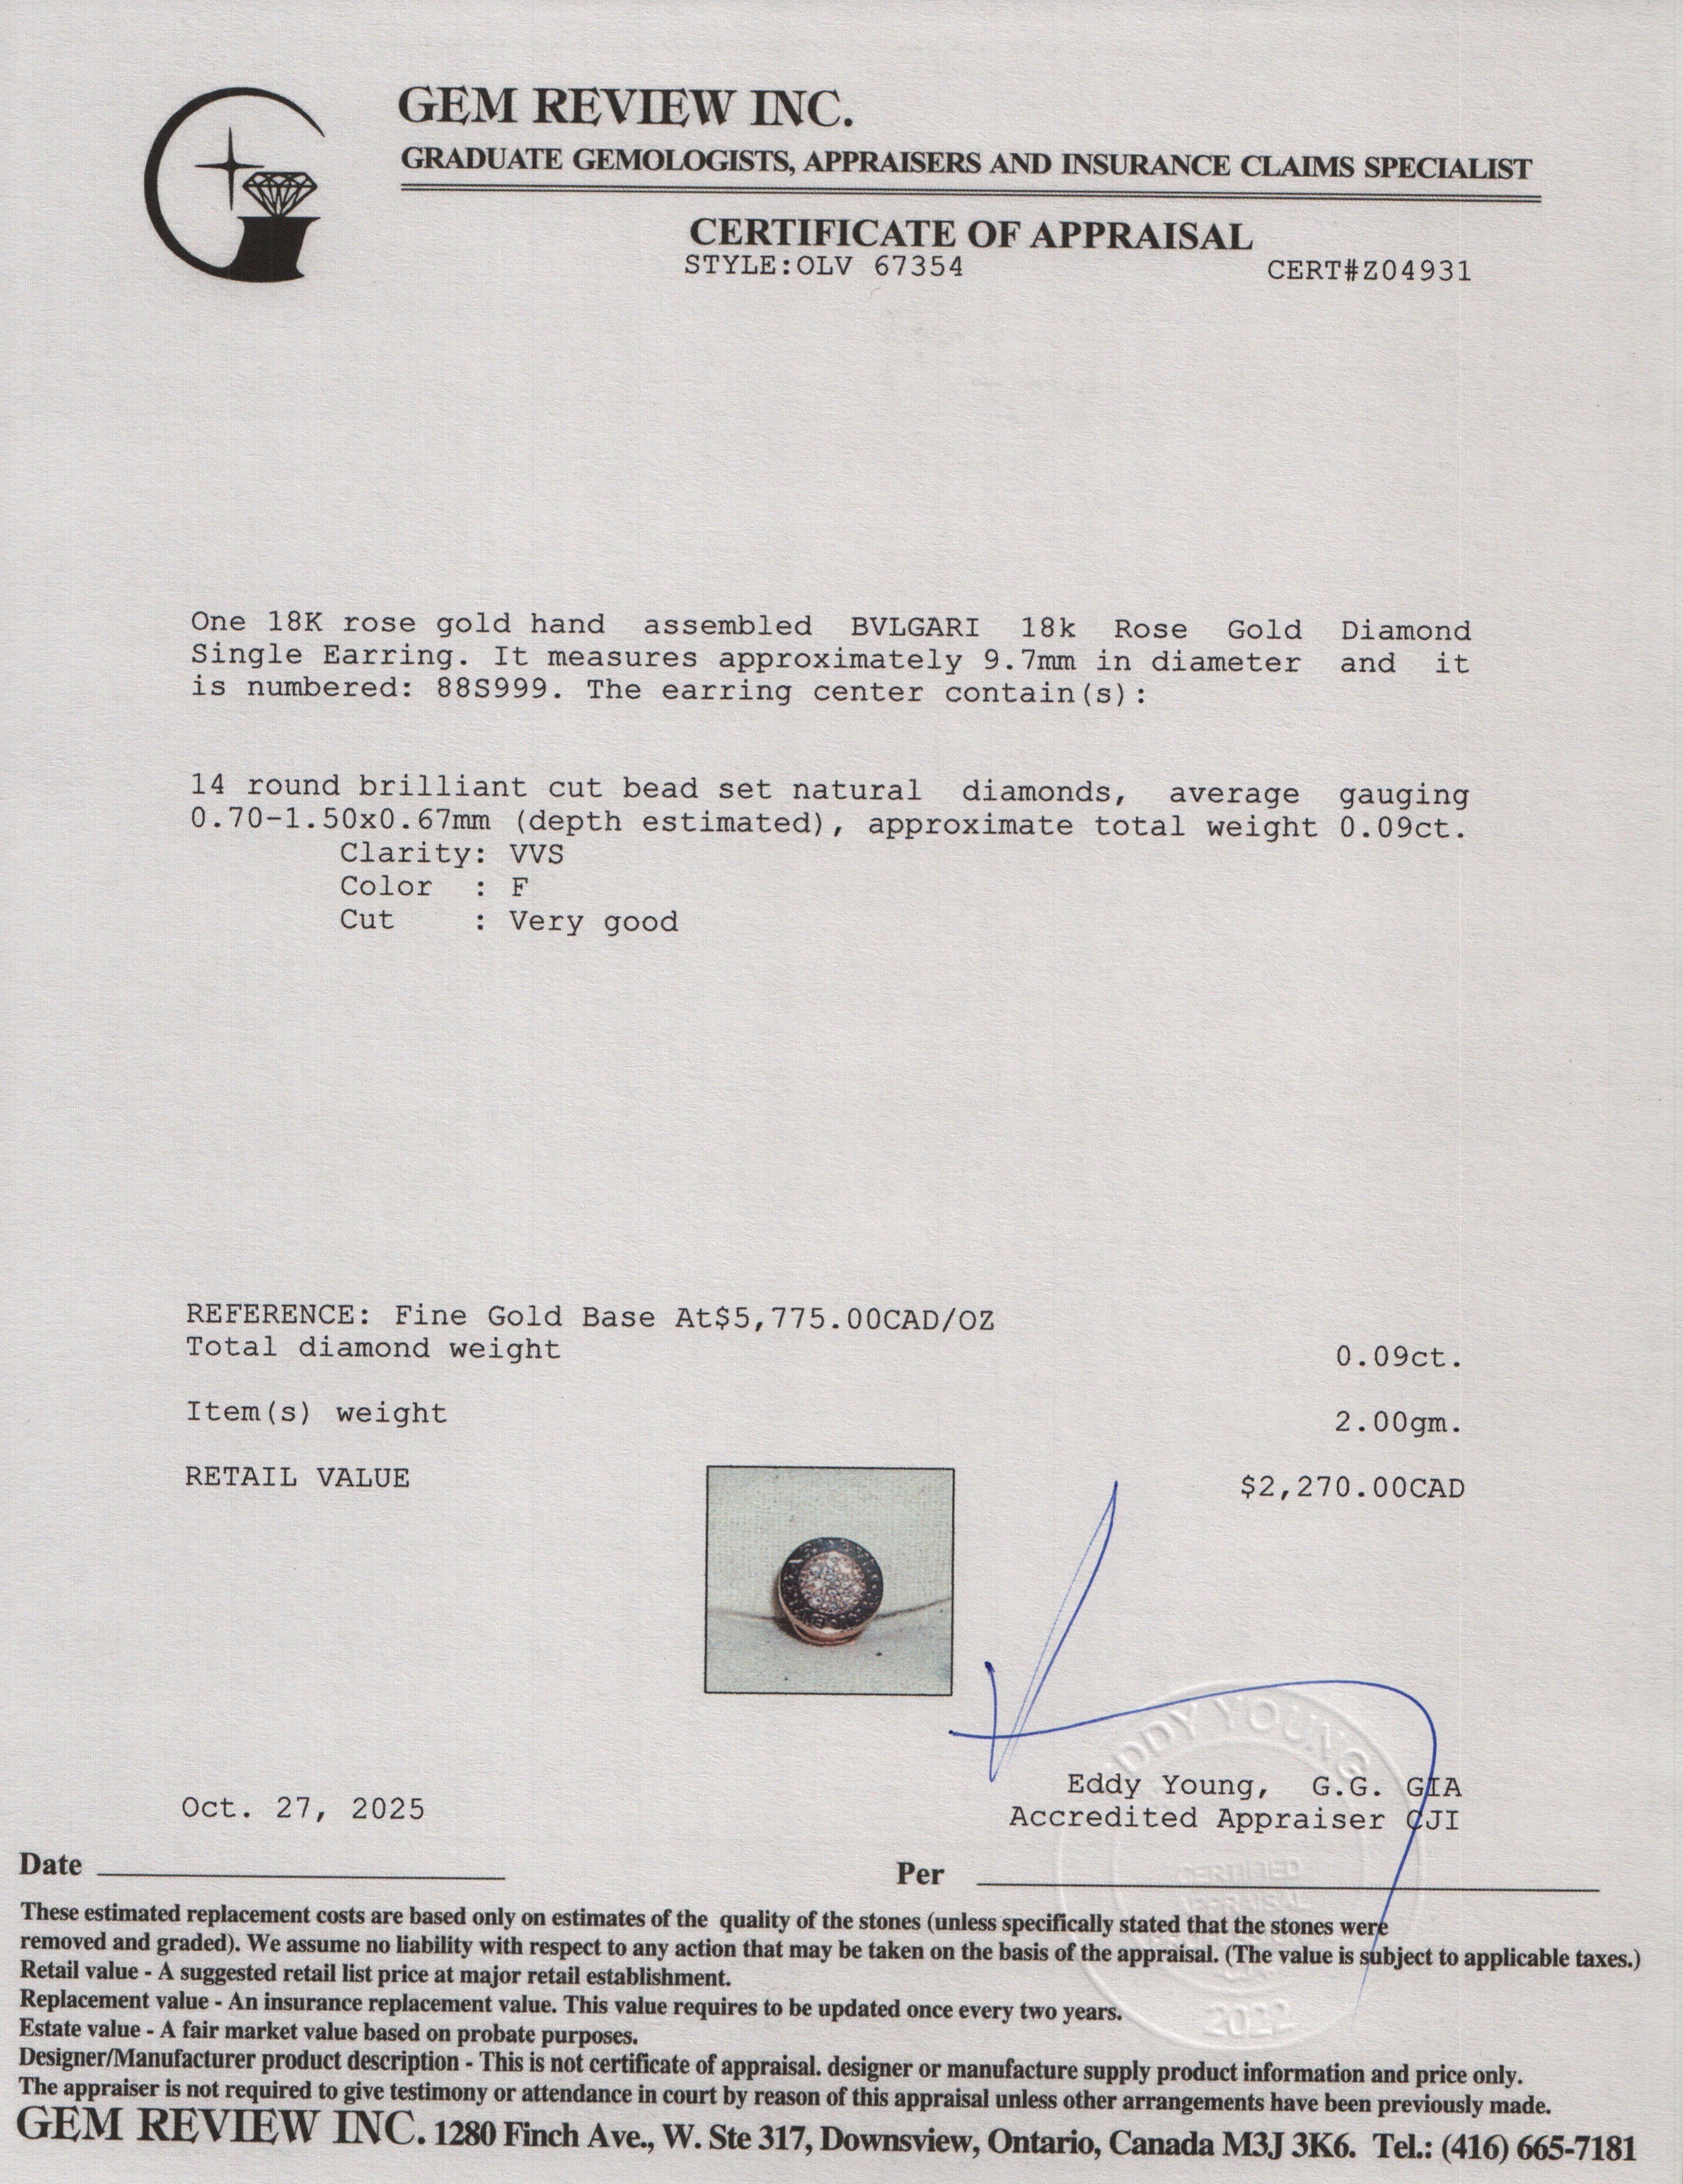 GEM REVIEW INC.
GRADUATE GEMOLOGISTS, APPRAISERS AND INSURANCE CLAIMS SPECIALIST
CERTIFICATE OF APPRAISAL
STYLE:OLV 67354 CERT#Z04931
One 18K rose gold hand assembled BVLGARI 18k Rose Gold Diamond
Single Earring. It measures approximately 9.7mm in diameter and it
is numbered: 88S999. The earring center contain(s):
14 round brilliant cut bead set natural diamonds, average gauging
0.70-1.50x0.67mm (depth estimated), approximate total weight 0.09ct.
Clarity: VVS
Color : F
Cut : Very good
REFERENCE: Fine Gold Base At$5,775.00CAD/OZ
Total diamond weight 0.09ct.
Item(s) weight 2.00gm.
RETAIL VALUE $2,270.00CAD
EDDY YOUNG
Eddy Young, G.G. GIA
Oct. 27, 2025 Accredited Appraiser CJI
Date Per
CERTIFIED
APPRAISAL
2022
These estimated replacement costs are based only on estimates of the quality of the stones (unless specifically stated that the stones were
removed and graded). We assume no liability with respect to any action that may be taken on the basis of the appraisal. (The value is subject to applicable taxes.)
Retail value - A suggested retail list price at major retail establishment.
Replacement value - An insurance replacement value. This value requires to be updated once every two years.
Estate value - A fair market value based on probate purposes.
Designer/Manufacturer product description - This is not certificate of appraisal. designer or manufacture supply product information and price only.
The appraiser is not required to give testimony or attendance in court by reason of this appraisal unless other arrangements have been previously made.
GEM REVIEW INC. 1280 Finch Ave., W. Ste 317, Downsview, Ontario, Canada M3J 3K6. Tel.: (416) 665-7181